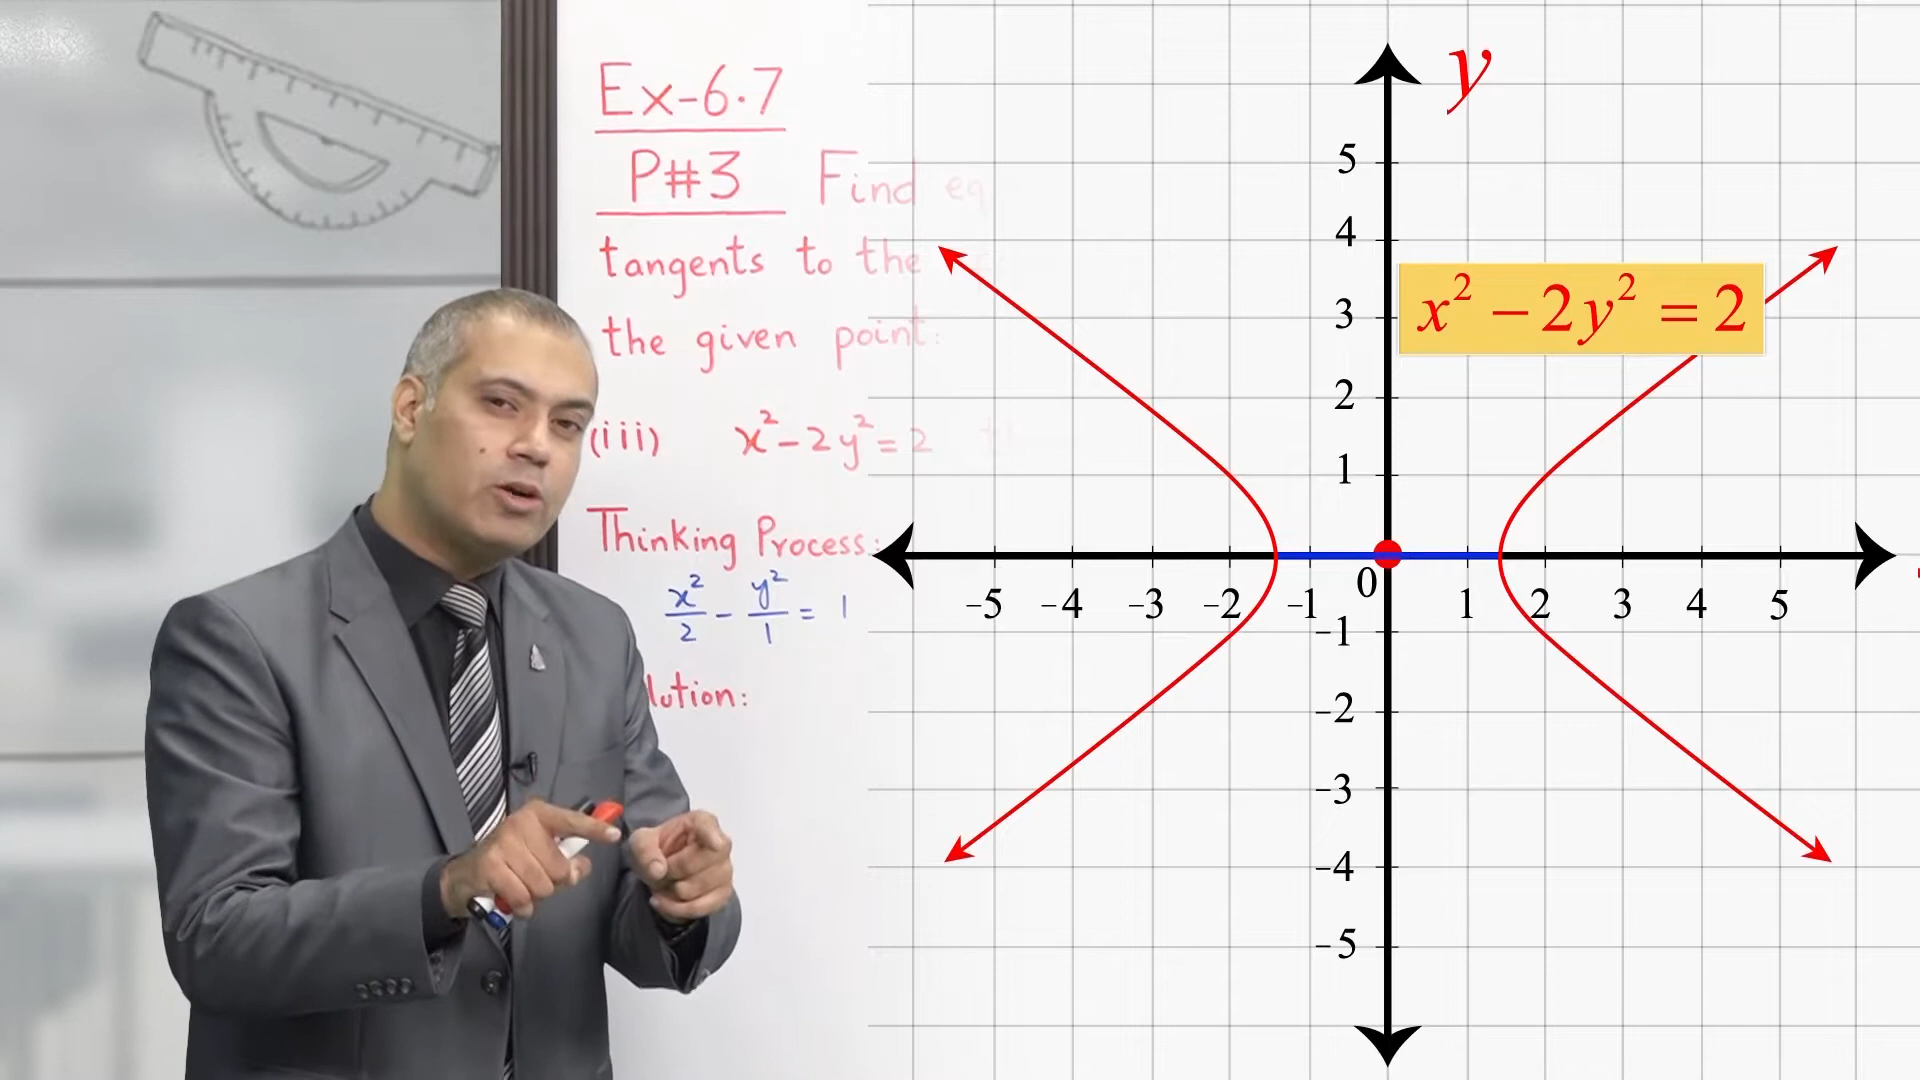 Ex-6.7
P#3 Find eq
tangents to the
the given point:
(iii) x²-2y²=2
Thinking Process:
x²/2 - y²/1 = 1
lution:
y
x² − 2y² = 2
5
4
3
2
1
0
-5 -4 -3 -2 -1 1 2 3 4 5
-1
-2
-3
-4
-5